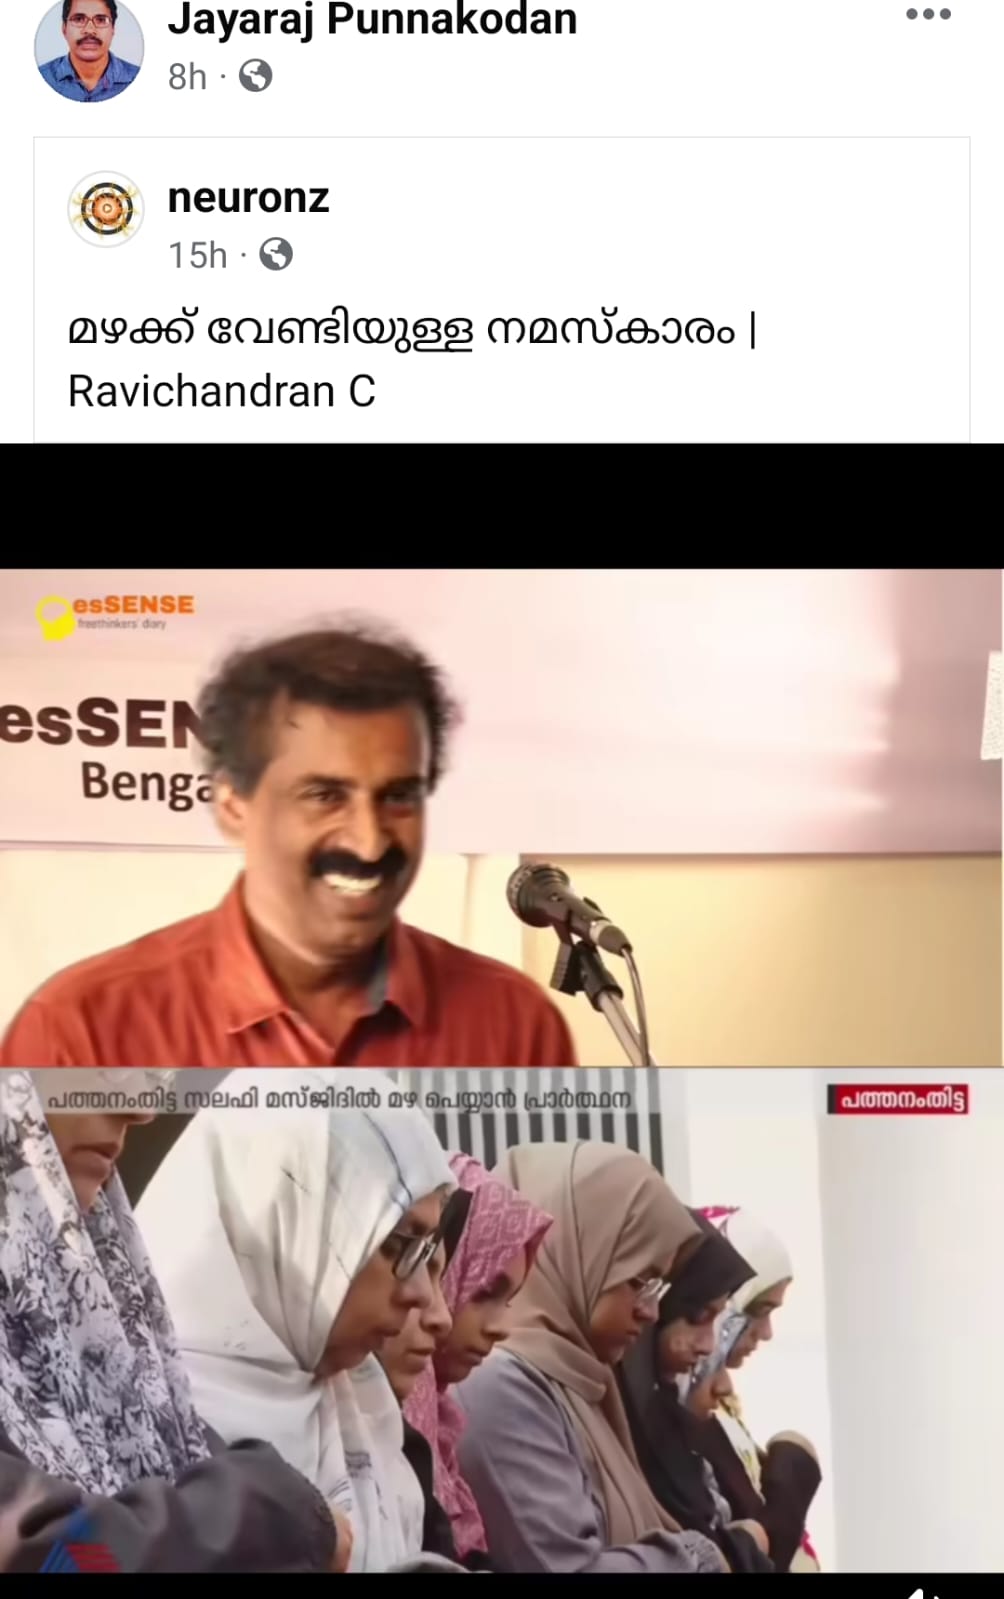 Jayaraj Punnakodan
8h ·
neuronz
15h ·
മഴക്ക് വേണ്ടിയുള്ള നമസ്കാരം |
Ravichandran C
esSENSE
freethinkers' diary
esSEN
Benga
പത്തനംതിട്ട സലഫി മസ്ജിദിൽ മഴ പെയ്യാൻ പ്രാർത്ഥന
പത്തനംതിട്ട